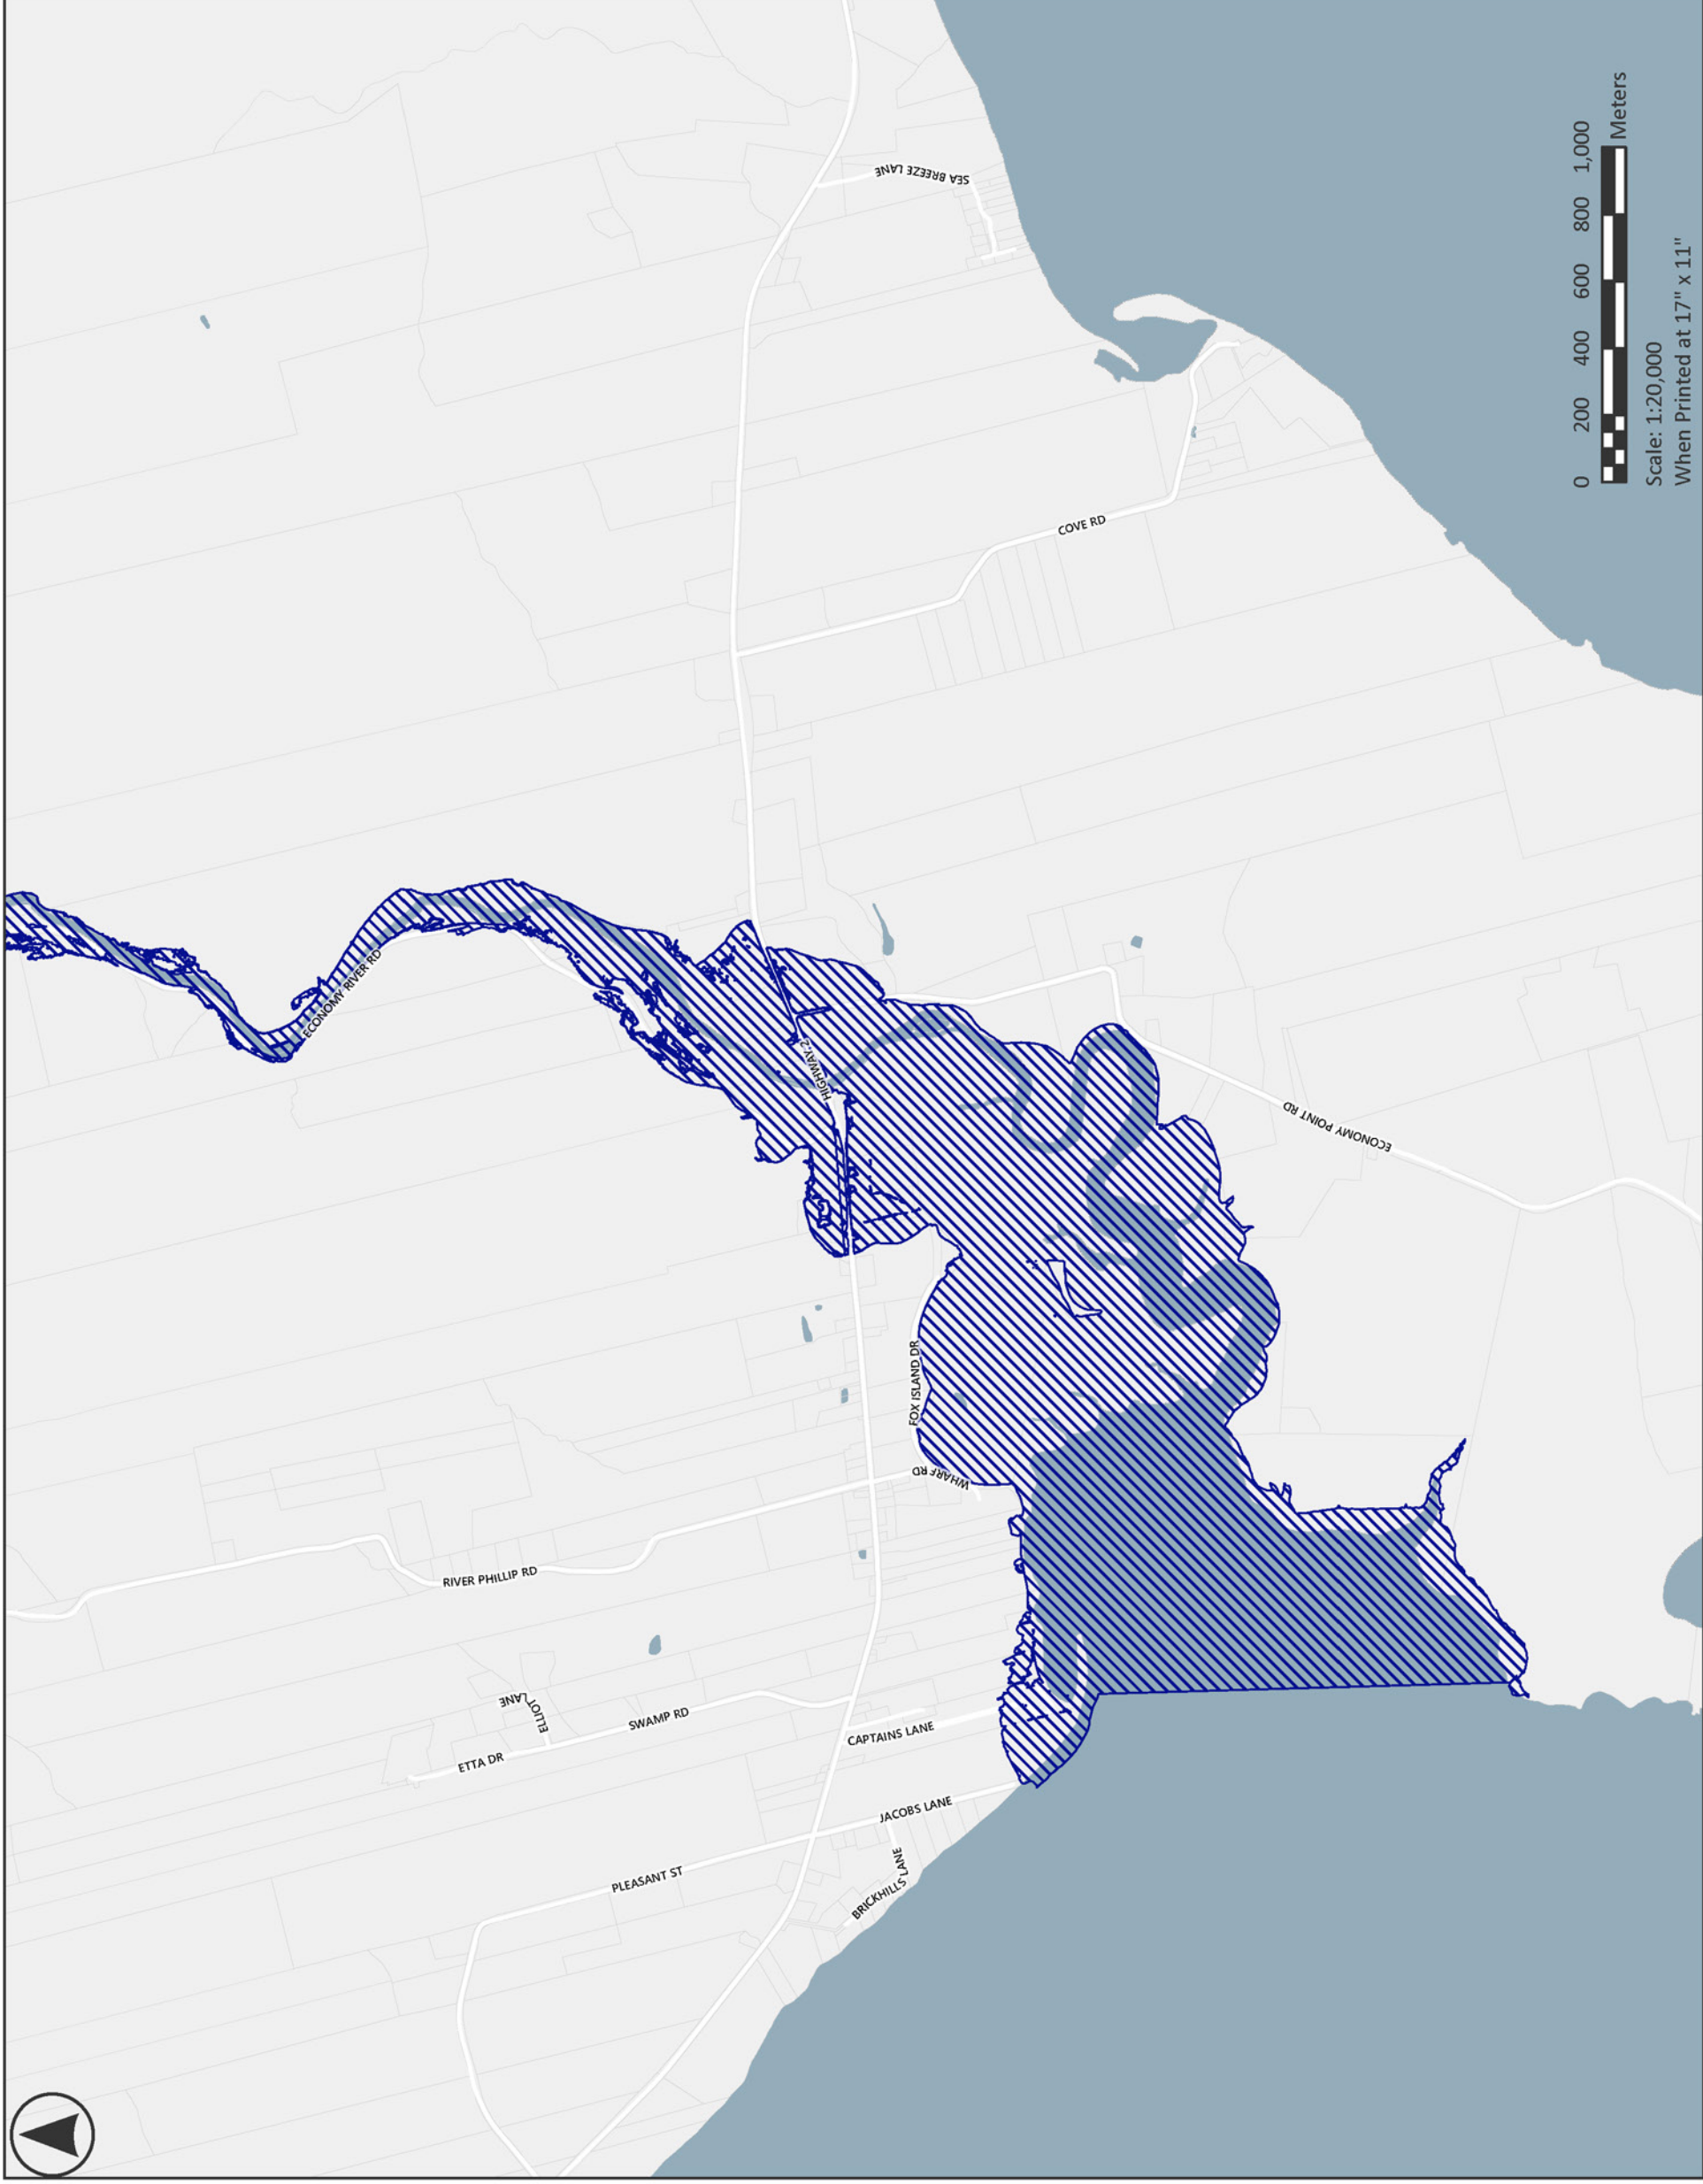 ECONOMY RIVER RD
HIGHWAY 2
SEA BREEZE LANE
COVE RD
ECONOMY POINT RD
FOX ISLAND DR
WHARF RD
RIVER PHILLIP RD
ELLIOT LANE
SWAMP RD
ETTA DR
CAPTAINS LANE
JACOBS LANE
PLEASANT ST
BRICKHILLS LANE
0 200 400 600 800 1,000
Meters
Scale: 1:20,000
When Printed at 17" x 11"